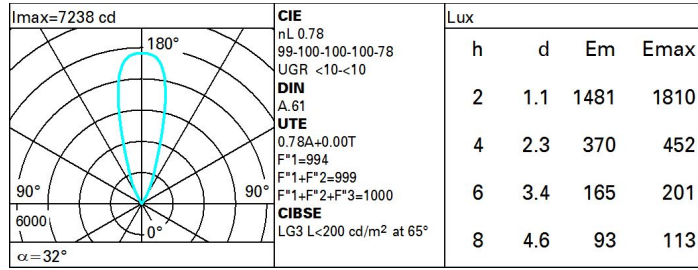 Imax=7238 cd
180°
90°
90°
6000
0°
α=32°
CIE
nL 0.78
99-100-100-100-78
UGR <10-<10
DIN
A.61
UTE
0.78A+0.00T
F"1=994
F"1+F"2=999
F"1+F"2+F"3=1000
CIBSE
LG3 L<200 cd/m² at 65°
Lux
h d Em Emax
2 1.1 1481 1810
4 2.3 370 452
6 3.4 165 201
8 4.6 93 113